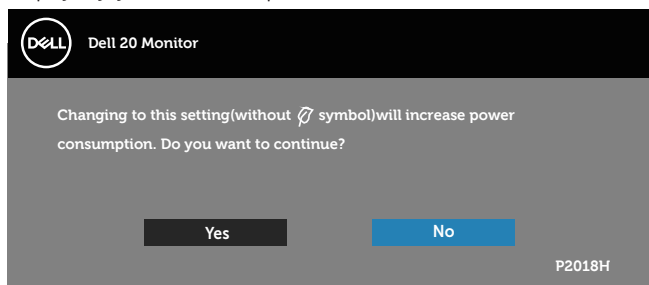 DELL
Dell 20 Monitor
Changing to this setting(without symbol)will increase power
consumption. Do you want to continue?
Yes
No
P2018H